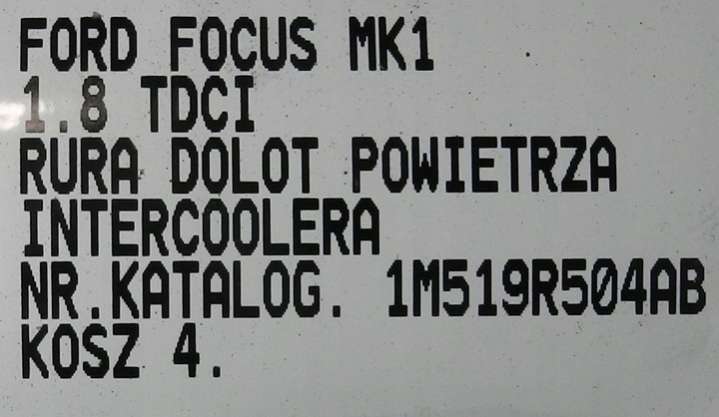 FORD FOCUS MK1
1.8 TDCI
RURA DOLOT POWIETRZA
INTERCOOLERA
NR.KATALOG. 1M519R504AB
KOSZ 4.